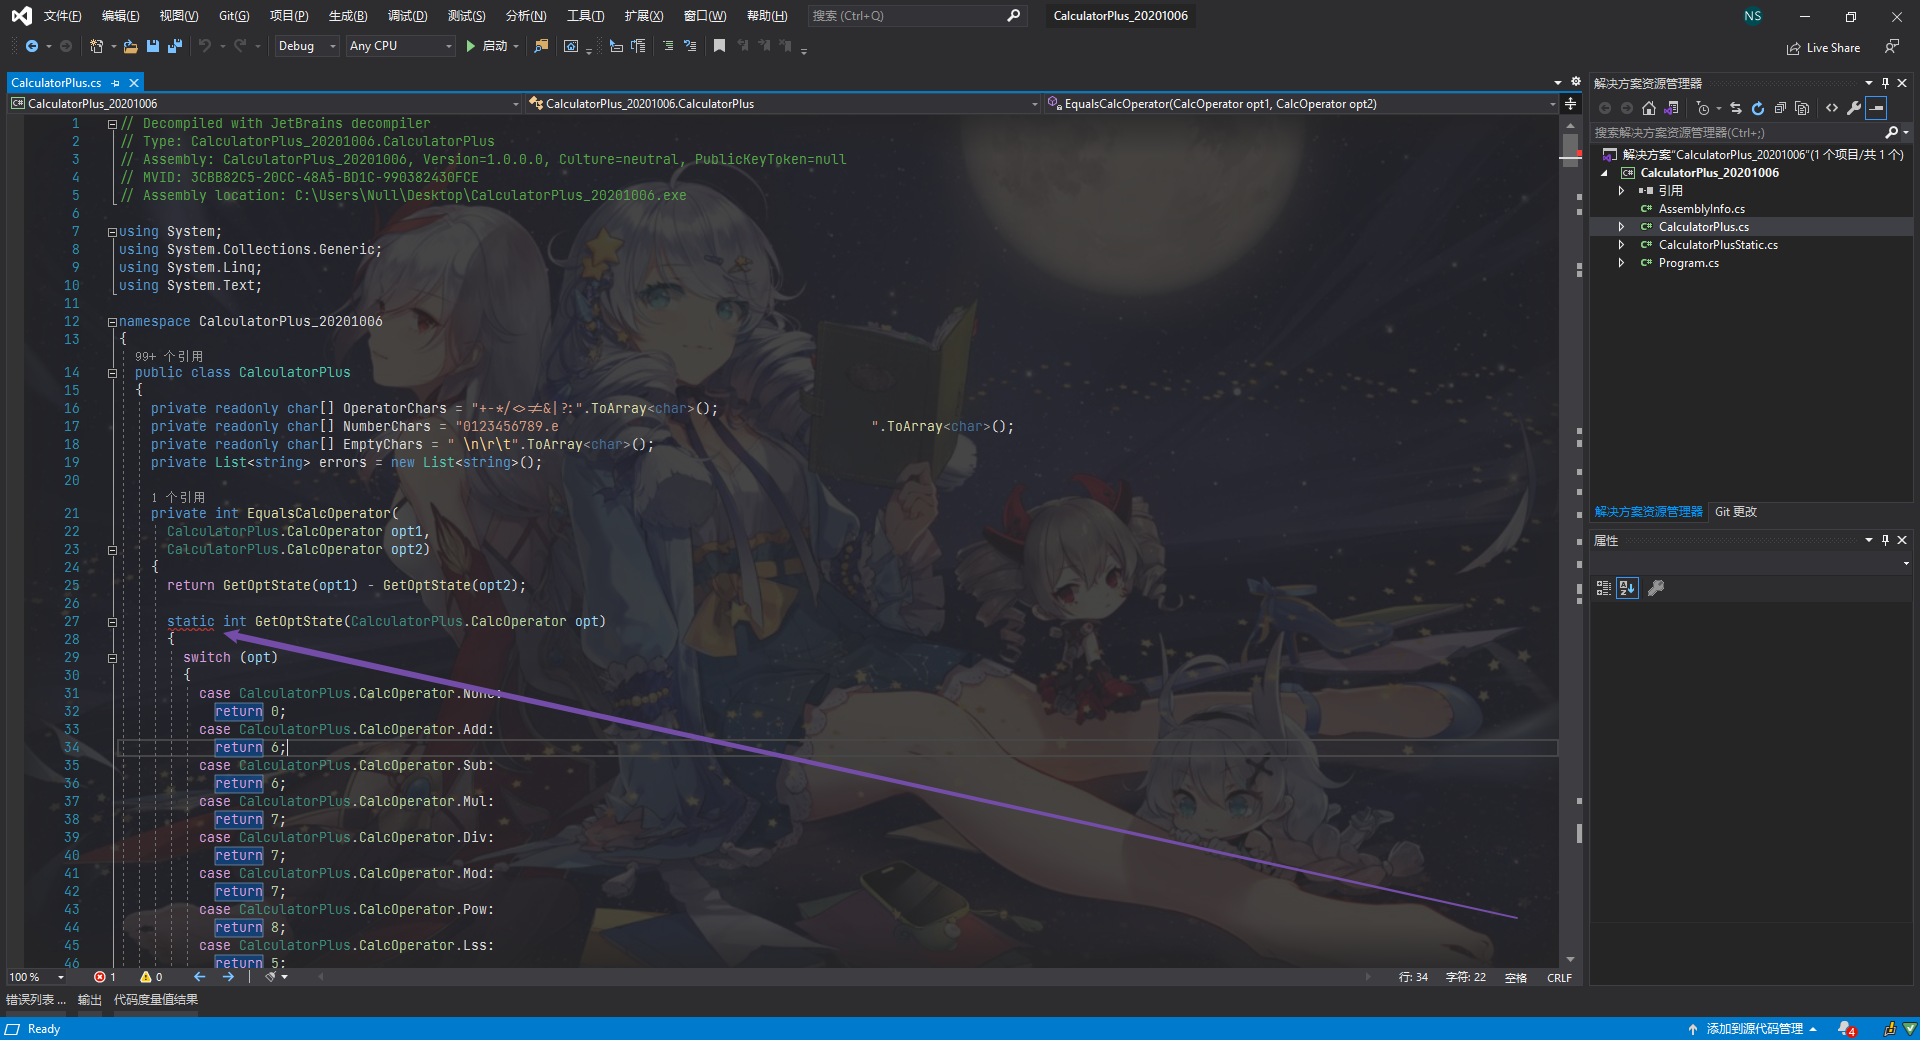 文件(F) 编辑(E) 视图(V) Git(G) 项目(P) 生成(B) 调试(D) 测试(S) 分析(N) 工具(T) 扩展(X) 窗口(W) 帮助(H) 搜索 (Ctrl+Q) CalculatorPlus_20201006 NS
Debug Any CPU 启动 Live Share
CalculatorPlus.cs
CalculatorPlus_20201006 CalculatorPlus_20201006.CalculatorPlus EqualsCalcOperator(CalcOperator opt1, CalcOperator opt2)
1 // Decompiled with JetBrains decompiler
2 // Type: CalculatorPlus_20201006.CalculatorPlus
3 // Assembly: CalculatorPlus_20201006, Version=1.0.0.0, Culture=neutral, PublicKeyToken=null
4 // MVID: 3CBB82C5-20CC-48A5-BD1C-990382430FCE
5 // Assembly location: C:\Users\Null\Desktop\CalculatorPlus_20201006.exe
6
7 using System;
8 using System.Collections.Generic;
9 using System.Linq;
10 using System.Text;
11
12 namespace CalculatorPlus_20201006
13 {
99+ 个引用
14 public class CalculatorPlus
15 {
16 private readonly char[] OperatorChars = "+-*/<>=≠&|?:".ToArray<char>();
17 private readonly char[] NumberChars = "0123456789.e ".ToArray<char>();
18 private readonly char[] EmptyChars = " \n\r\t".ToArray<char>();
19 private List<string> errors = new List<string>();
20
1 个引用
21 private int EqualsCalcOperator(
22 CalculatorPlus.CalcOperator opt1,
23 CalculatorPlus.CalcOperator opt2)
24 {
25 return GetOptState(opt1) - GetOptState(opt2);
26
27 static int GetOptState(CalculatorPlus.CalcOperator opt)
28 {
29 switch (opt)
30 {
31 case CalculatorPlus.CalcOperator.None:
32 return 0;
33 case CalculatorPlus.CalcOperator.Add:
34 return 6;
35 case CalculatorPlus.CalcOperator.Sub:
36 return 6;
37 case CalculatorPlus.CalcOperator.Mul:
38 return 7;
39 case CalculatorPlus.CalcOperator.Div:
40 return 7;
41 case CalculatorPlus.CalcOperator.Mod:
42 return 7;
43 case CalculatorPlus.CalcOperator.Pow:
44 return 8;
45 case CalculatorPlus.CalcOperator.Lss:
46 return 5;
100 % 1 0 行: 34 字符: 22 空格 CRLF
错误列表 ... 输出 代码度量值结果
Ready 添加到源代码管理 4
解决方案资源管理器
搜索解决方案资源管理器(Ctrl+;)
解决方案"CalculatorPlus_20201006"(1 个项目/共 1 个)
CalculatorPlus_20201006
引用
AssemblyInfo.cs
CalculatorPlus.cs
CalculatorPlusStatic.cs
Program.cs
解决方案资源管理器 Git 更改
属性